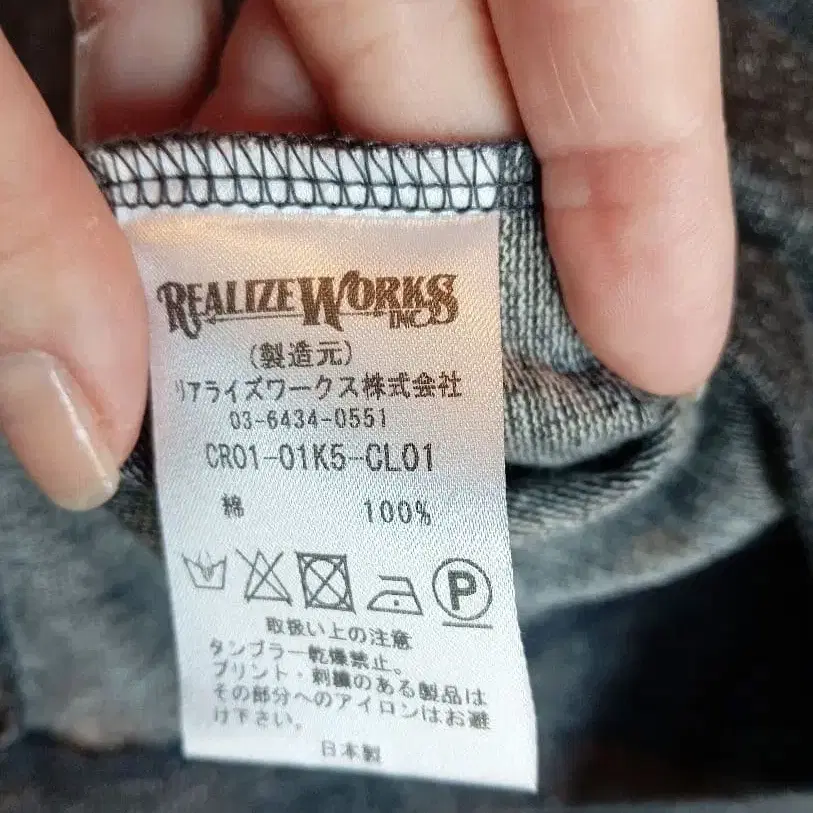 REALIZEWORKS
INC
(製造元)
リアライズワークス株式会社
03-6434-0551
CR01-01K5-CL01
綿 100%
P
取扱い上の注意
タンブラー乾燥禁止。
プリント・刺繍のある製品は
その部分へのアイロンはお避
け下さい。
日本製